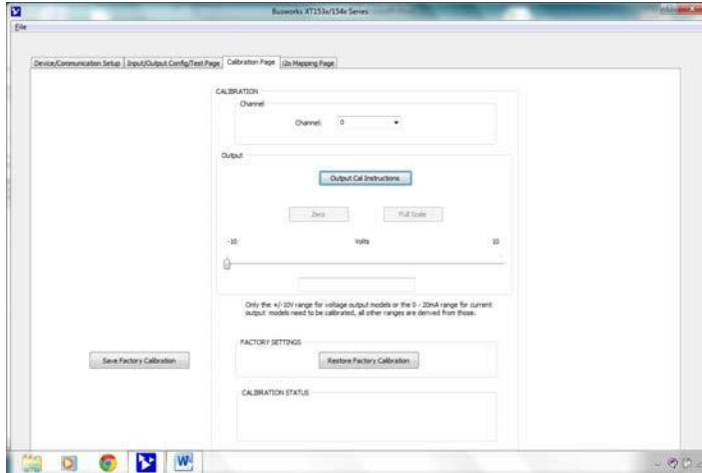 Busworks XT153x/154x Series
File
Device/Communication Setup
Input/Output Config/Test Page
Calibration Page
i2o Mapping Page
CALIBRATION
Channel
Channel:
0
Output
Output Cal Instructions
Zero
Full Scale
-10
Volts
10
Only the +/-10V range for voltage output models or the 0 - 20mA range for current
output models need to be calibrated, all other ranges are derived from those.
FACTORY SETTINGS
Save Factory Calibration
Restore Factory Calibration
CALIBRATION STATUS
W